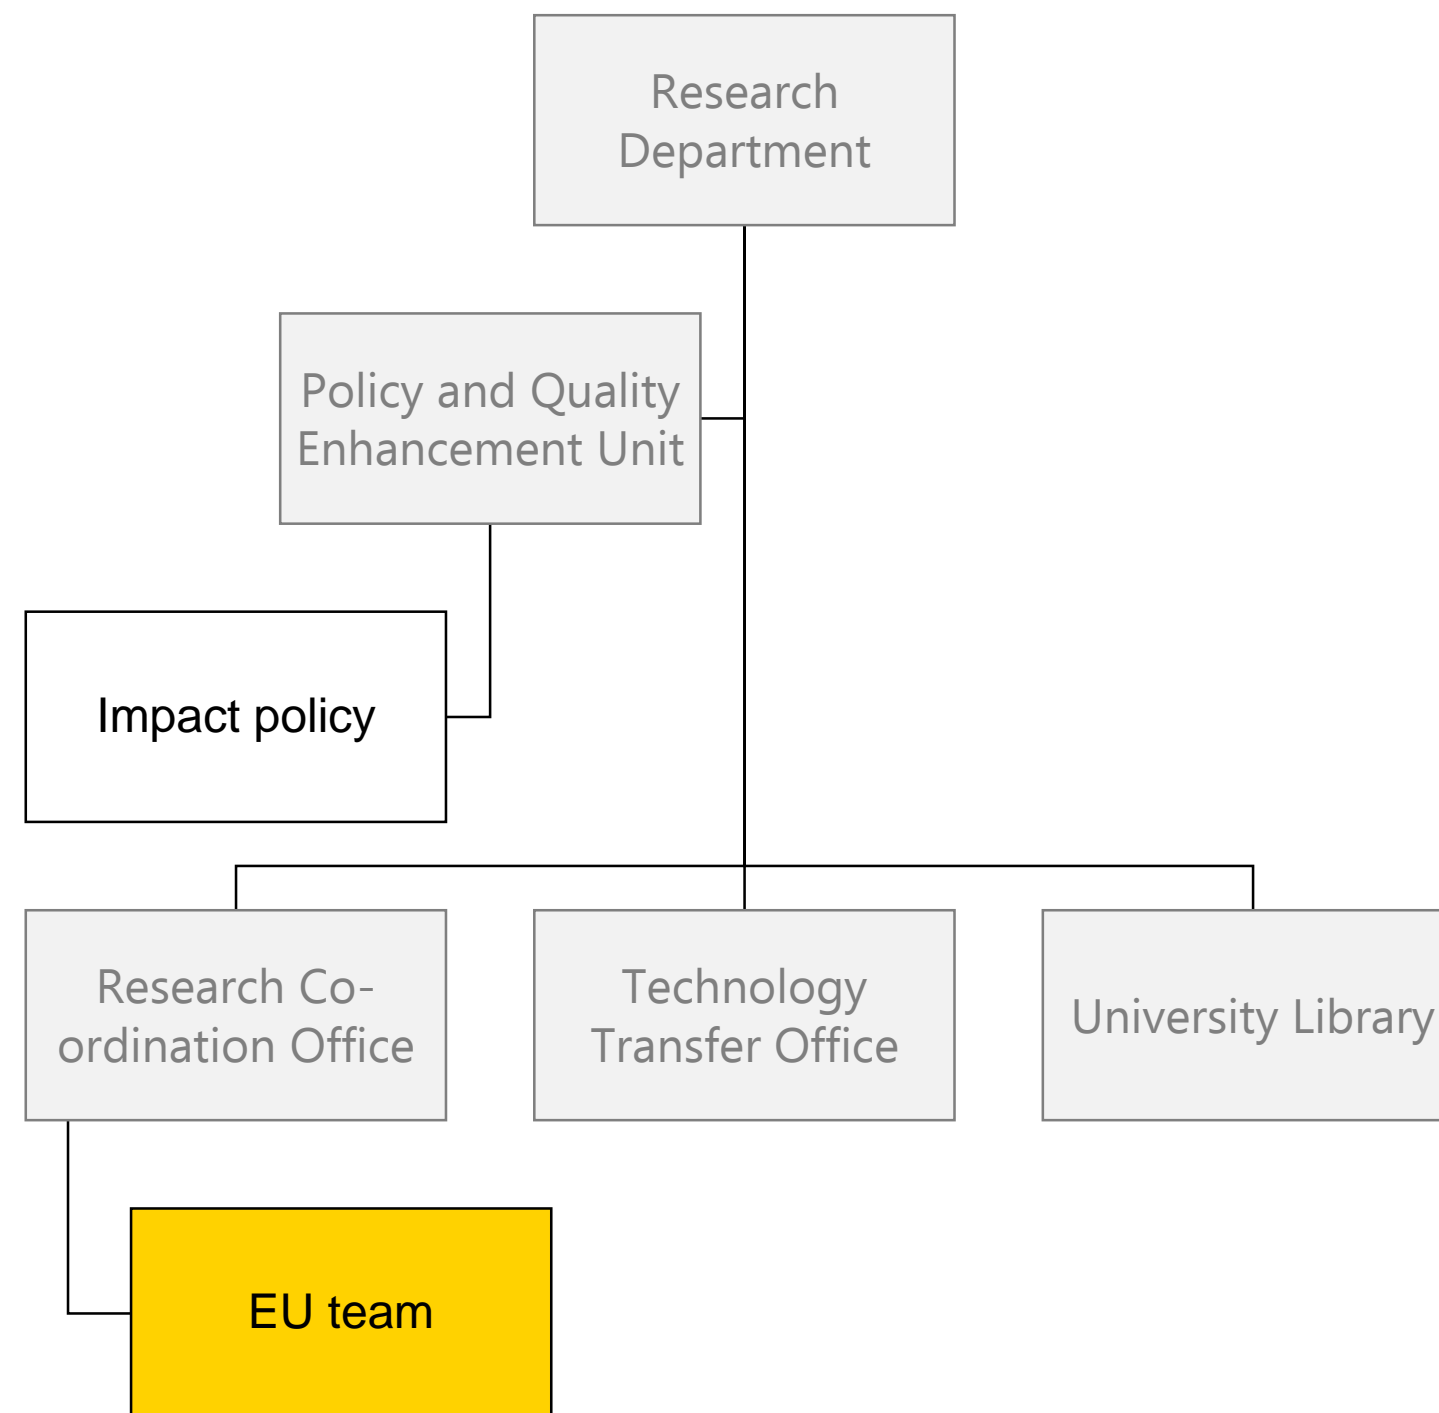 Research
Department
Policy and Quality
Enhancement Unit
Impact policy
Research Co-
ordination Office
Technology
Transfer Office
University Library
EU team